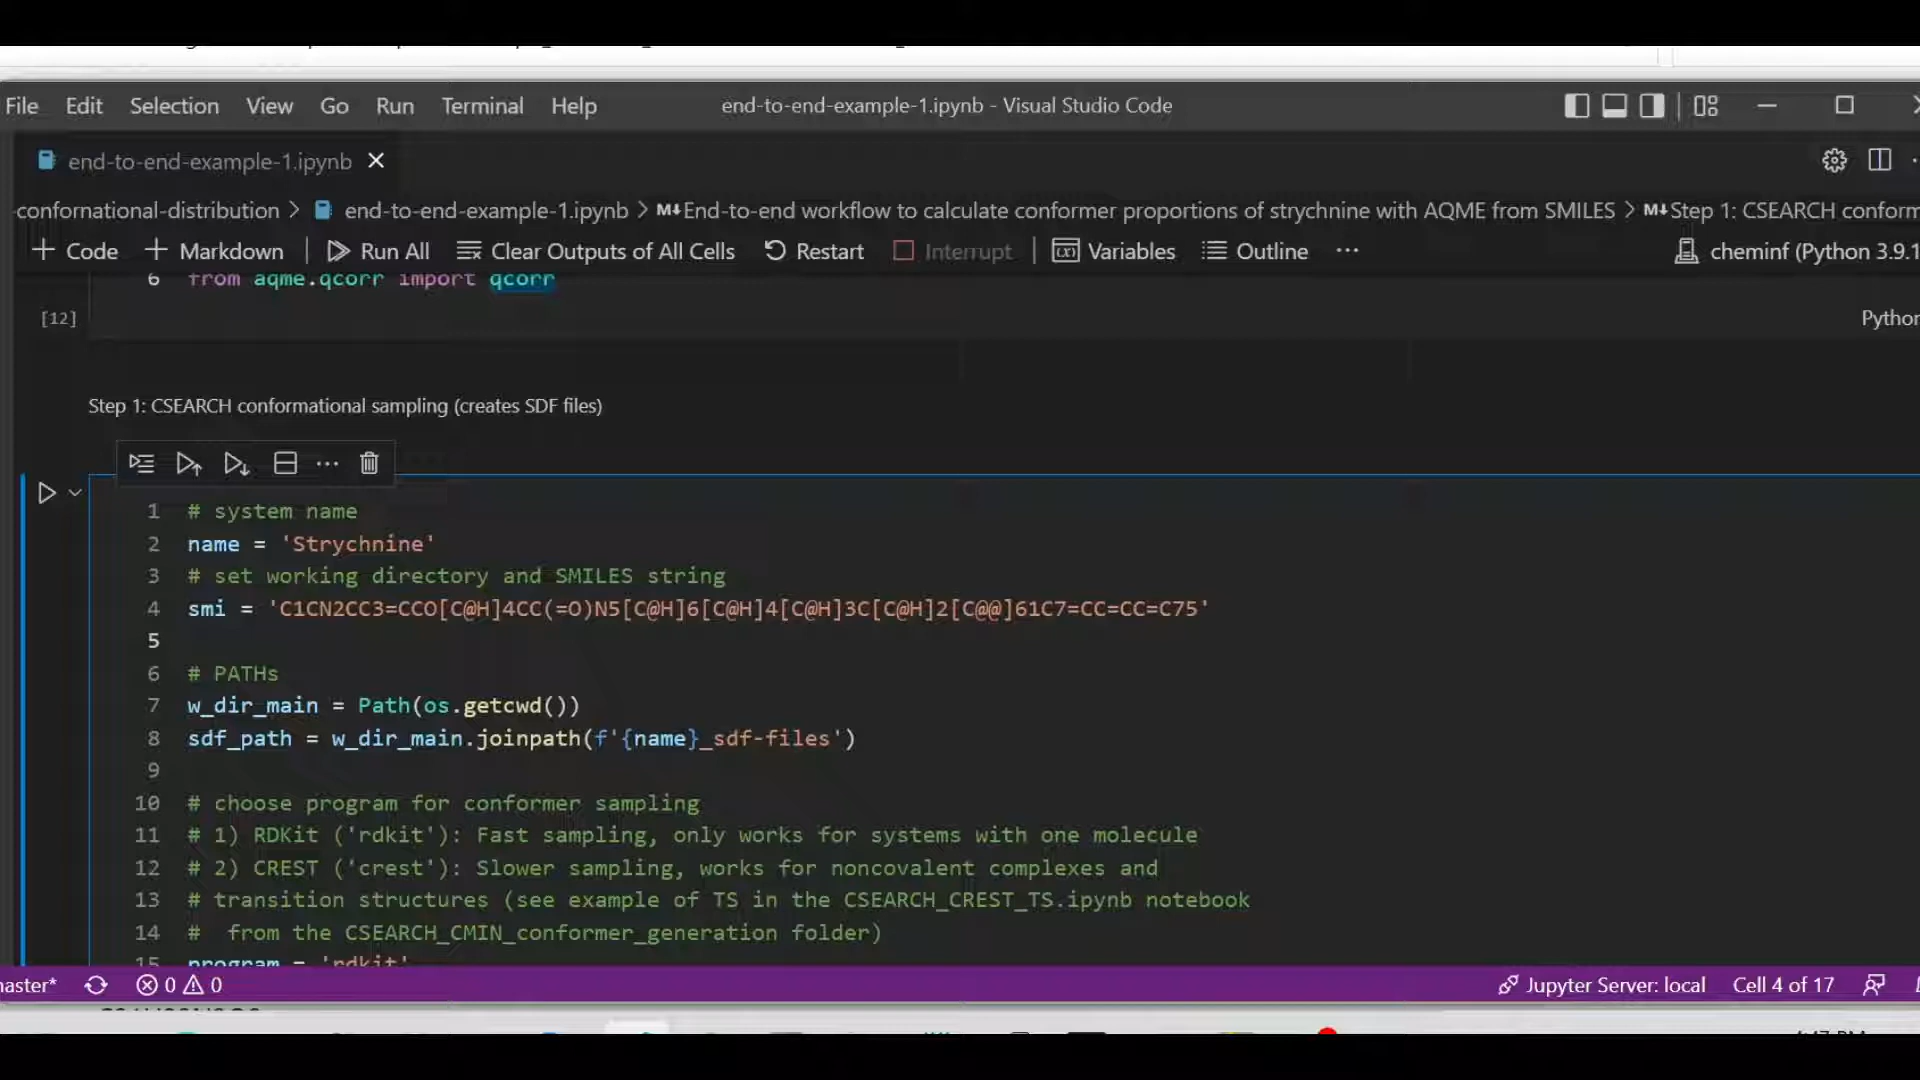 File Edit Selection View Go Run Terminal Help end-to-end-example-1.ipynb - Visual Studio Code
end-to-end-example-1.ipynb
-confornational-distribution > end-to-end-example-1.ipynb > M↓End-to-end workflow to calculate conformer proportions of strychnine with AQME from SMILES > M↓Step 1: CSEARCH conform
+ Code + Markdown | Run All Clear Outputs of All Cells Restart Interrupt | Variables Outline ··· cheminf (Python 3.9.1
6 from aqme.qcorr import qcorr
[12] Python
Step 1: CSEARCH conformational sampling (creates SDF files)
1 # system name
2 name = 'Strychnine'
3 # set working directory and SMILES string
4 smi = 'C1CN2CC3=CCO[C@H]4CC(=O)N5[C@H]6[C@H]4[C@H]3C[C@H]2[C@@]61C7=CC=CC=C75'
5
6 # PATHs
7 w_dir_main = Path(os.getcwd())
8 sdf_path = w_dir_main.joinpath(f'{name}_sdf-files')
9
10 # choose program for conformer sampling
11 # 1) RDKit ('rdkit'): Fast sampling, only works for systems with one molecule
12 # 2) CREST ('crest'): Slower sampling, works for noncovalent complexes and
13 # transition structures (see example of TS in the CSEARCH_CREST_TS.ipynb notebook
14 #  from the CSEARCH_CMIN_conformer_generation folder)
15 program = 'rdkit'
master* 0 0 Jupyter Server: local Cell 4 of 17